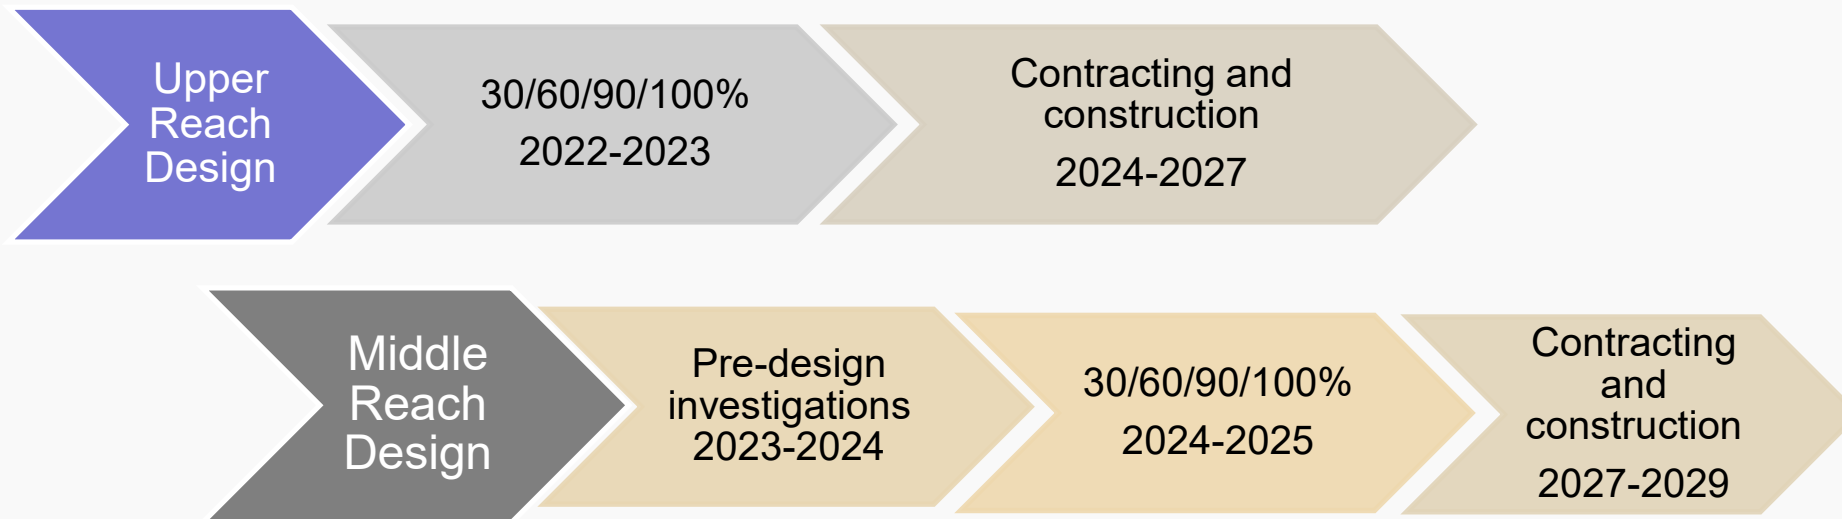 Upper
Reach
Design
30/60/90/100%
2022-2023
Contracting and
construction
2024-2027
Middle
Reach
Design
Pre-design
investigations
2023-2024
30/60/90/100%
2024-2025
Contracting
and
construction
2027-2029